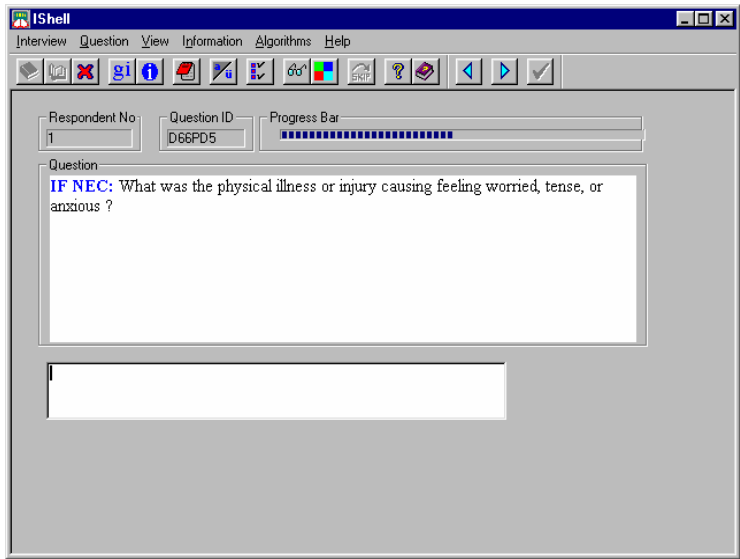 IShell
Interview Question View Information Algorithms Help
gi i a/ü SKIP ?
Respondent No Question ID Progress Bar
1 D66PD5
Question
IF NEC: What was the physical illness or injury causing feeling worried, tense, or
anxious ?